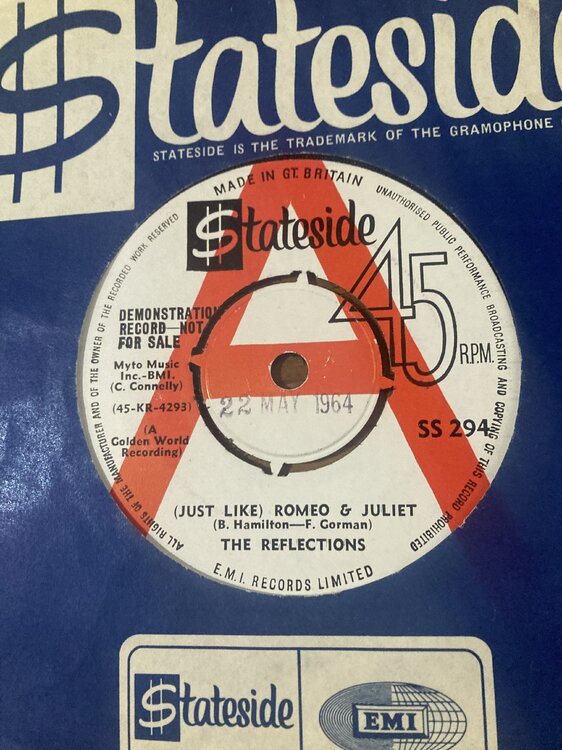 $tateside
STATESIDE IS THE TRADEMARK OF THE GRAMOPHONE
MADE IN GT. BRITAIN
UNAUTHORISED PUBLIC PERFORMANCE BROADCASTING AND COPYING OF THIS RECORD PROHIBITED
ALL RIGHTS OF THE MANUFACTURER AND OF THE OWNER OF THE RECORDED WORK RESERVED
$tateside
45
R.P.M.
DEMONSTRATION
RECORD—NOT
FOR SALE
Myto Music
Inc.-BMI.
(C. Connelly)
(45-KR-4293)
22 MAY 1964
SS 294
(A
Golden World
Recording)
(JUST LIKE) ROMEO & JULIET
(B. Hamilton—F. Gorman)
THE REFLECTIONS
E.M.I. RECORDS LIMITED
A
$tateside
EMI